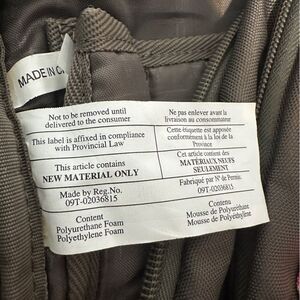 MADE IN C
Not to be removed until
delivered to the consumer
Ne pas enlever avant la
livraison au consommateur
This label is affixed in compliance
with Provincial Law
Cette étiquette est apposée
conformément à la loi de la
Province
This article contains
NEW MATERIAL ONLY
Cet article contient des
MATÉRIAUX NEUFS
SEULEMENT
Made by Reg.No.
09T-02036815
Fabriqué par Nº de Permis.
09T-02036815
Content
Polyurethane Foam
Polyethylene Foam
Contenu
Mousse de Polyuréthane
Mousse de Polyéthylène